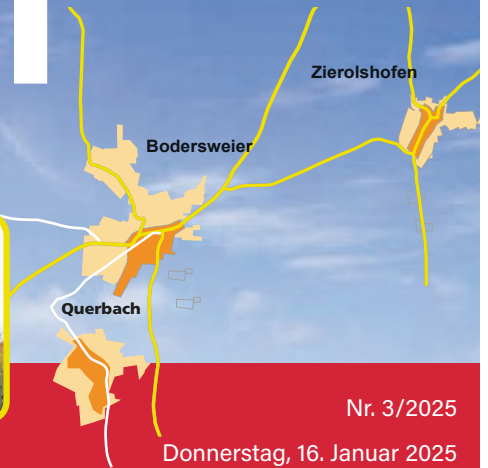 Zierolshofen
Bodersweier
Querbach
Nr. 3/2025
Donnerstag, 16. Januar 2025